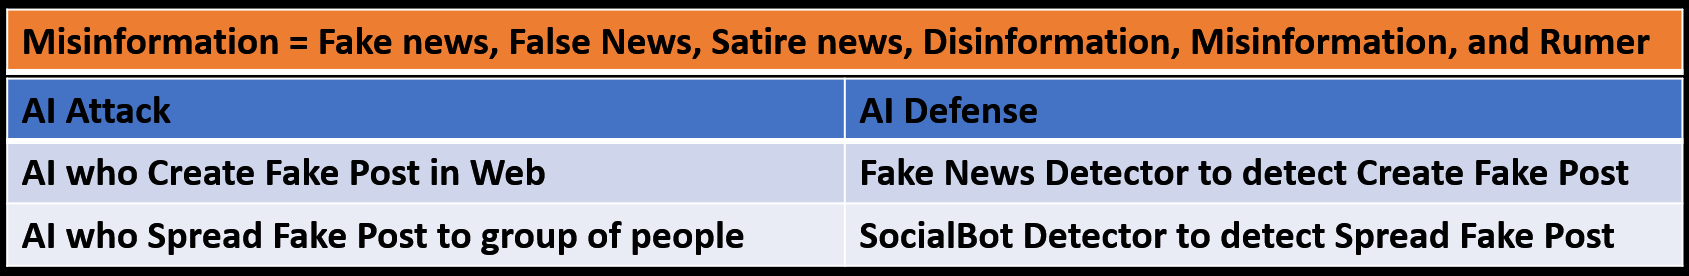 Misinformation = Fake news, False News, Satire news, Disinformation, Misinformation, and Rumer
AI Attack
AI Defense
AI who Create Fake Post in Web
Fake News Detector to detect Create Fake Post
AI who Spread Fake Post to group of people
SocialBot Detector to detect Spread Fake Post